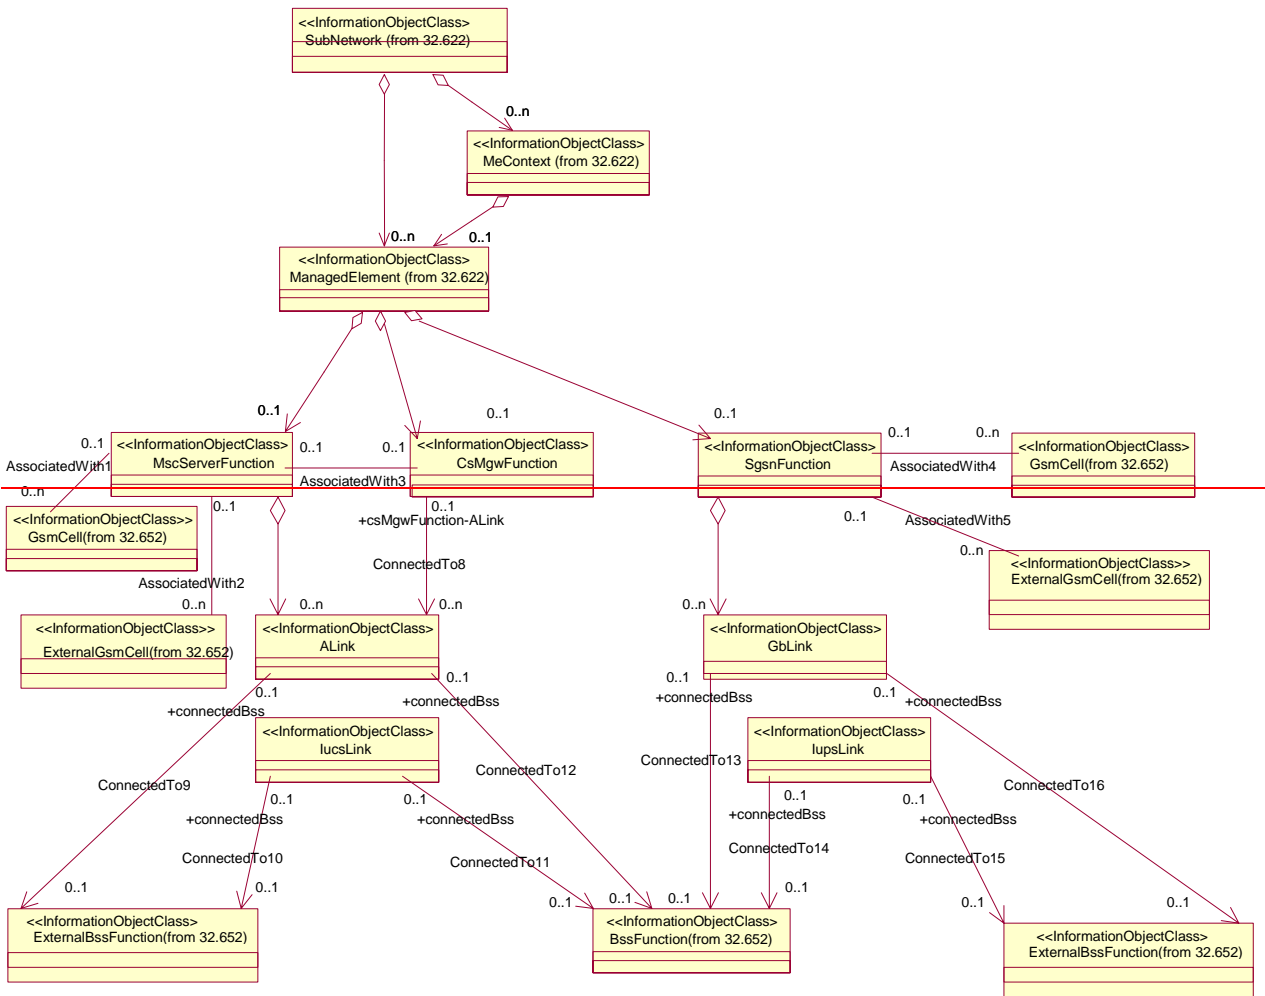 <<InformationObjectClass>
SubNetwork (from 32.622)
0..n
<<InformationObjectClass>
MeContext (from 32.622)
0..n
0..1
<<InformationObjectClass>
ManagedElement (from 32.622)
0..1
0..1
0..1
0..1
<<InformationObjectClass>
MscServerFunction
0..1
0..1
<<InformationObjectClass>
CsMgwFunction
<<InformationObjectClass>
SgsnFunction
0..1
0..n
<<InformationObjectClass>
GsmCell(from 32.652)
AssociatedWith1
AssociatedWith3
AssociatedWith4
0..n
0..1
0..1
+csMgwFunction-ALink
0..1
AssociatedWith5
<<InformationObjectClass>>
GsmCell(from 32.652)
0..n
<<InformationObjectClass>>
ExternalGsmCell(from 32.652)
ConnectedTo8
AssociatedWith2
0..n
0..n
0..n
0..n
<<InformationObjectClass>>
ExternalGsmCell(from 32.652)
<<InformationObjectClass>
ALink
<<InformationObjectClass>
GbLink
0..1
+connectedBss
0..1
+connectedBss
0..1
+connectedBss
0..1
+connectedBss
<<InformationObjectClass>
IucsLink
<<InformationObjectClass>
IupsLink
ConnectedTo9
ConnectedTo12
ConnectedTo13
ConnectedTo16
0..1
+connectedBss
0..1
+connectedBss
0..1
+connectedBss
0..1
+connectedBss
ConnectedTo10
ConnectedTo11
ConnectedTo14
ConnectedTo15
0..1
0..1
0..1
0..1
0..1
0..1
0..1
0..1
<<InformationObjectClass>
ExternalBssFunction(from 32.652)
<<InformationObjectClass>
BssFunction(from 32.652)
<<InformationObjectClass>
ExternalBssFunction(from 32.652)